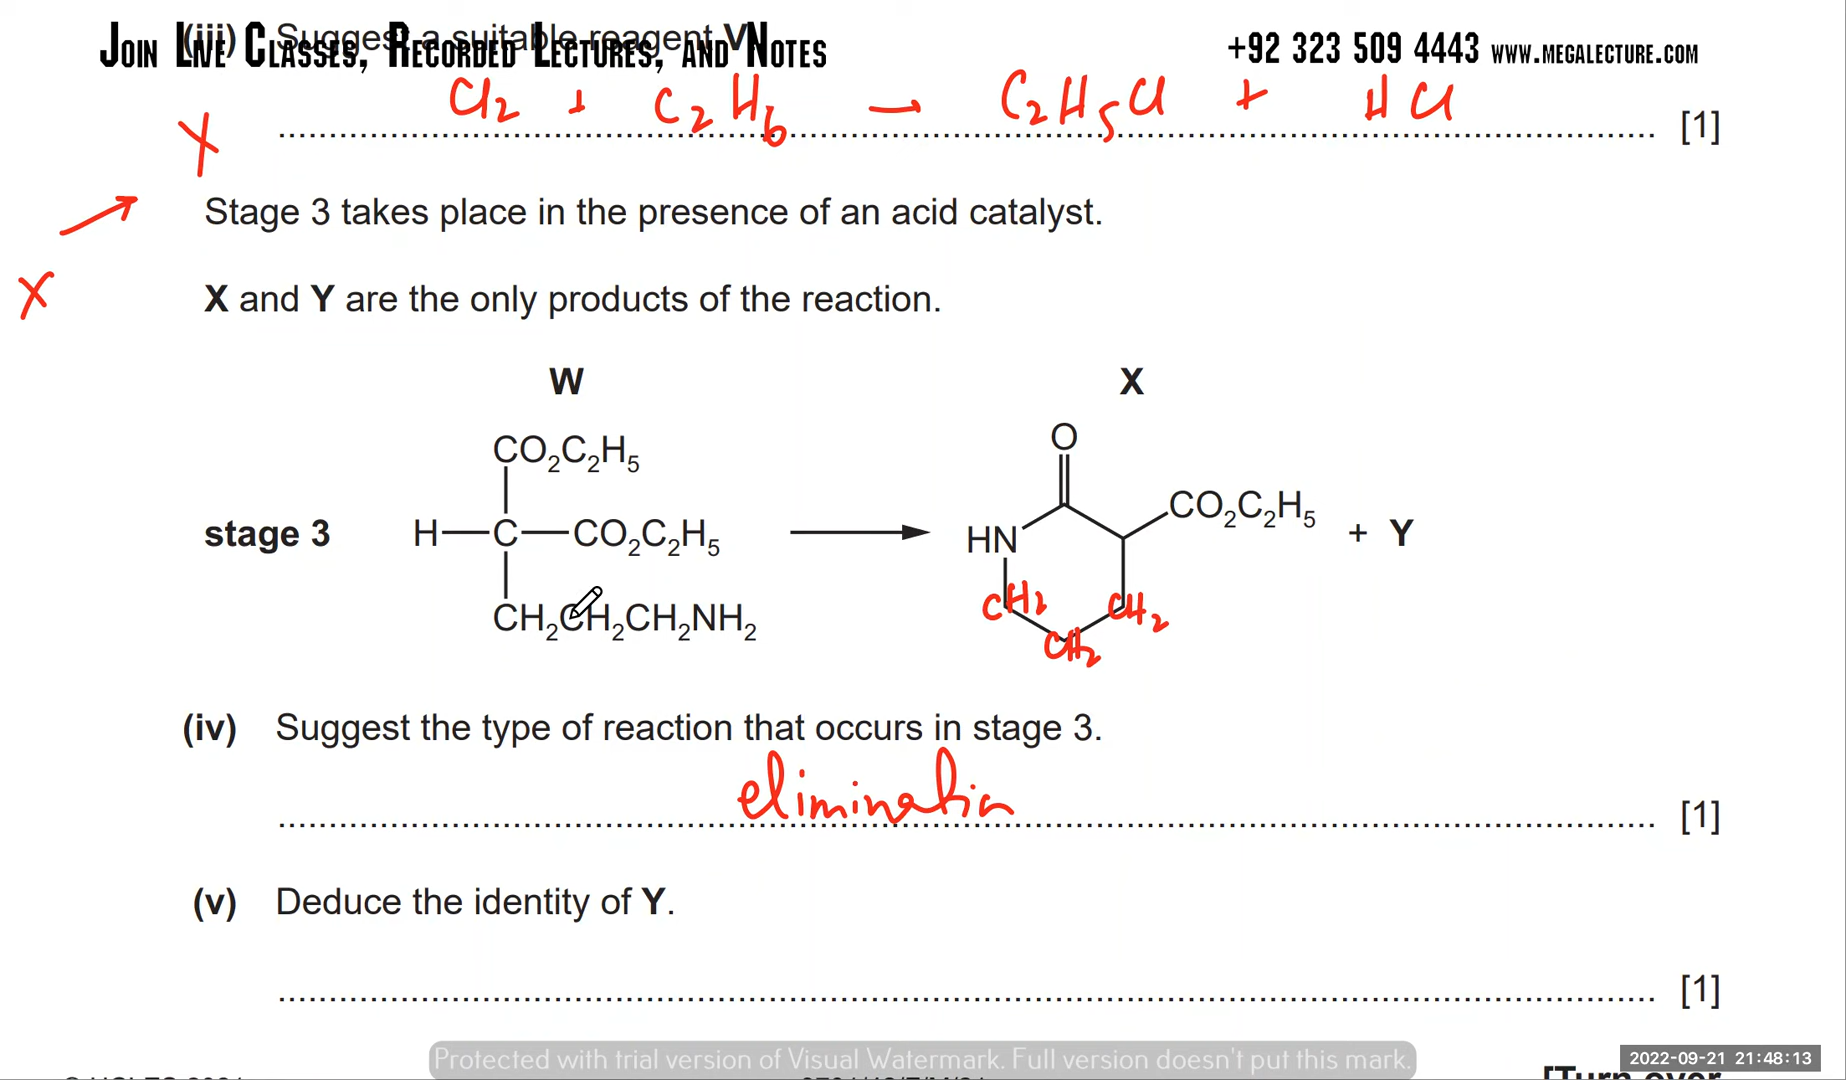 (iii) Suggest a suitable reagent V
JOIN LIVE CLASSES, RECORDED LECTURES, AND NOTES
+92 323 509 4443 WWW.MEGALECTURE.COM
Cl2 + C2H6 → C2H5Cl + HCl
Y
[1]
Stage 3 takes place in the presence of an acid catalyst.
X
X and Y are the only products of the reaction.
W X
CO2C2H5
O
CO2C2H5
stage 3 H—C—CO2C2H5 HN + Y
CH2CH2CH2NH2
CH2 CH2
CH2
(iv) Suggest the type of reaction that occurs in stage 3.
elimination
[1]
(v) Deduce the identity of Y.
[1]
Protected with trial version of Visual Watermark. Full version doesn't put this mark.
2022-09-21 21:48:13
[Turn over